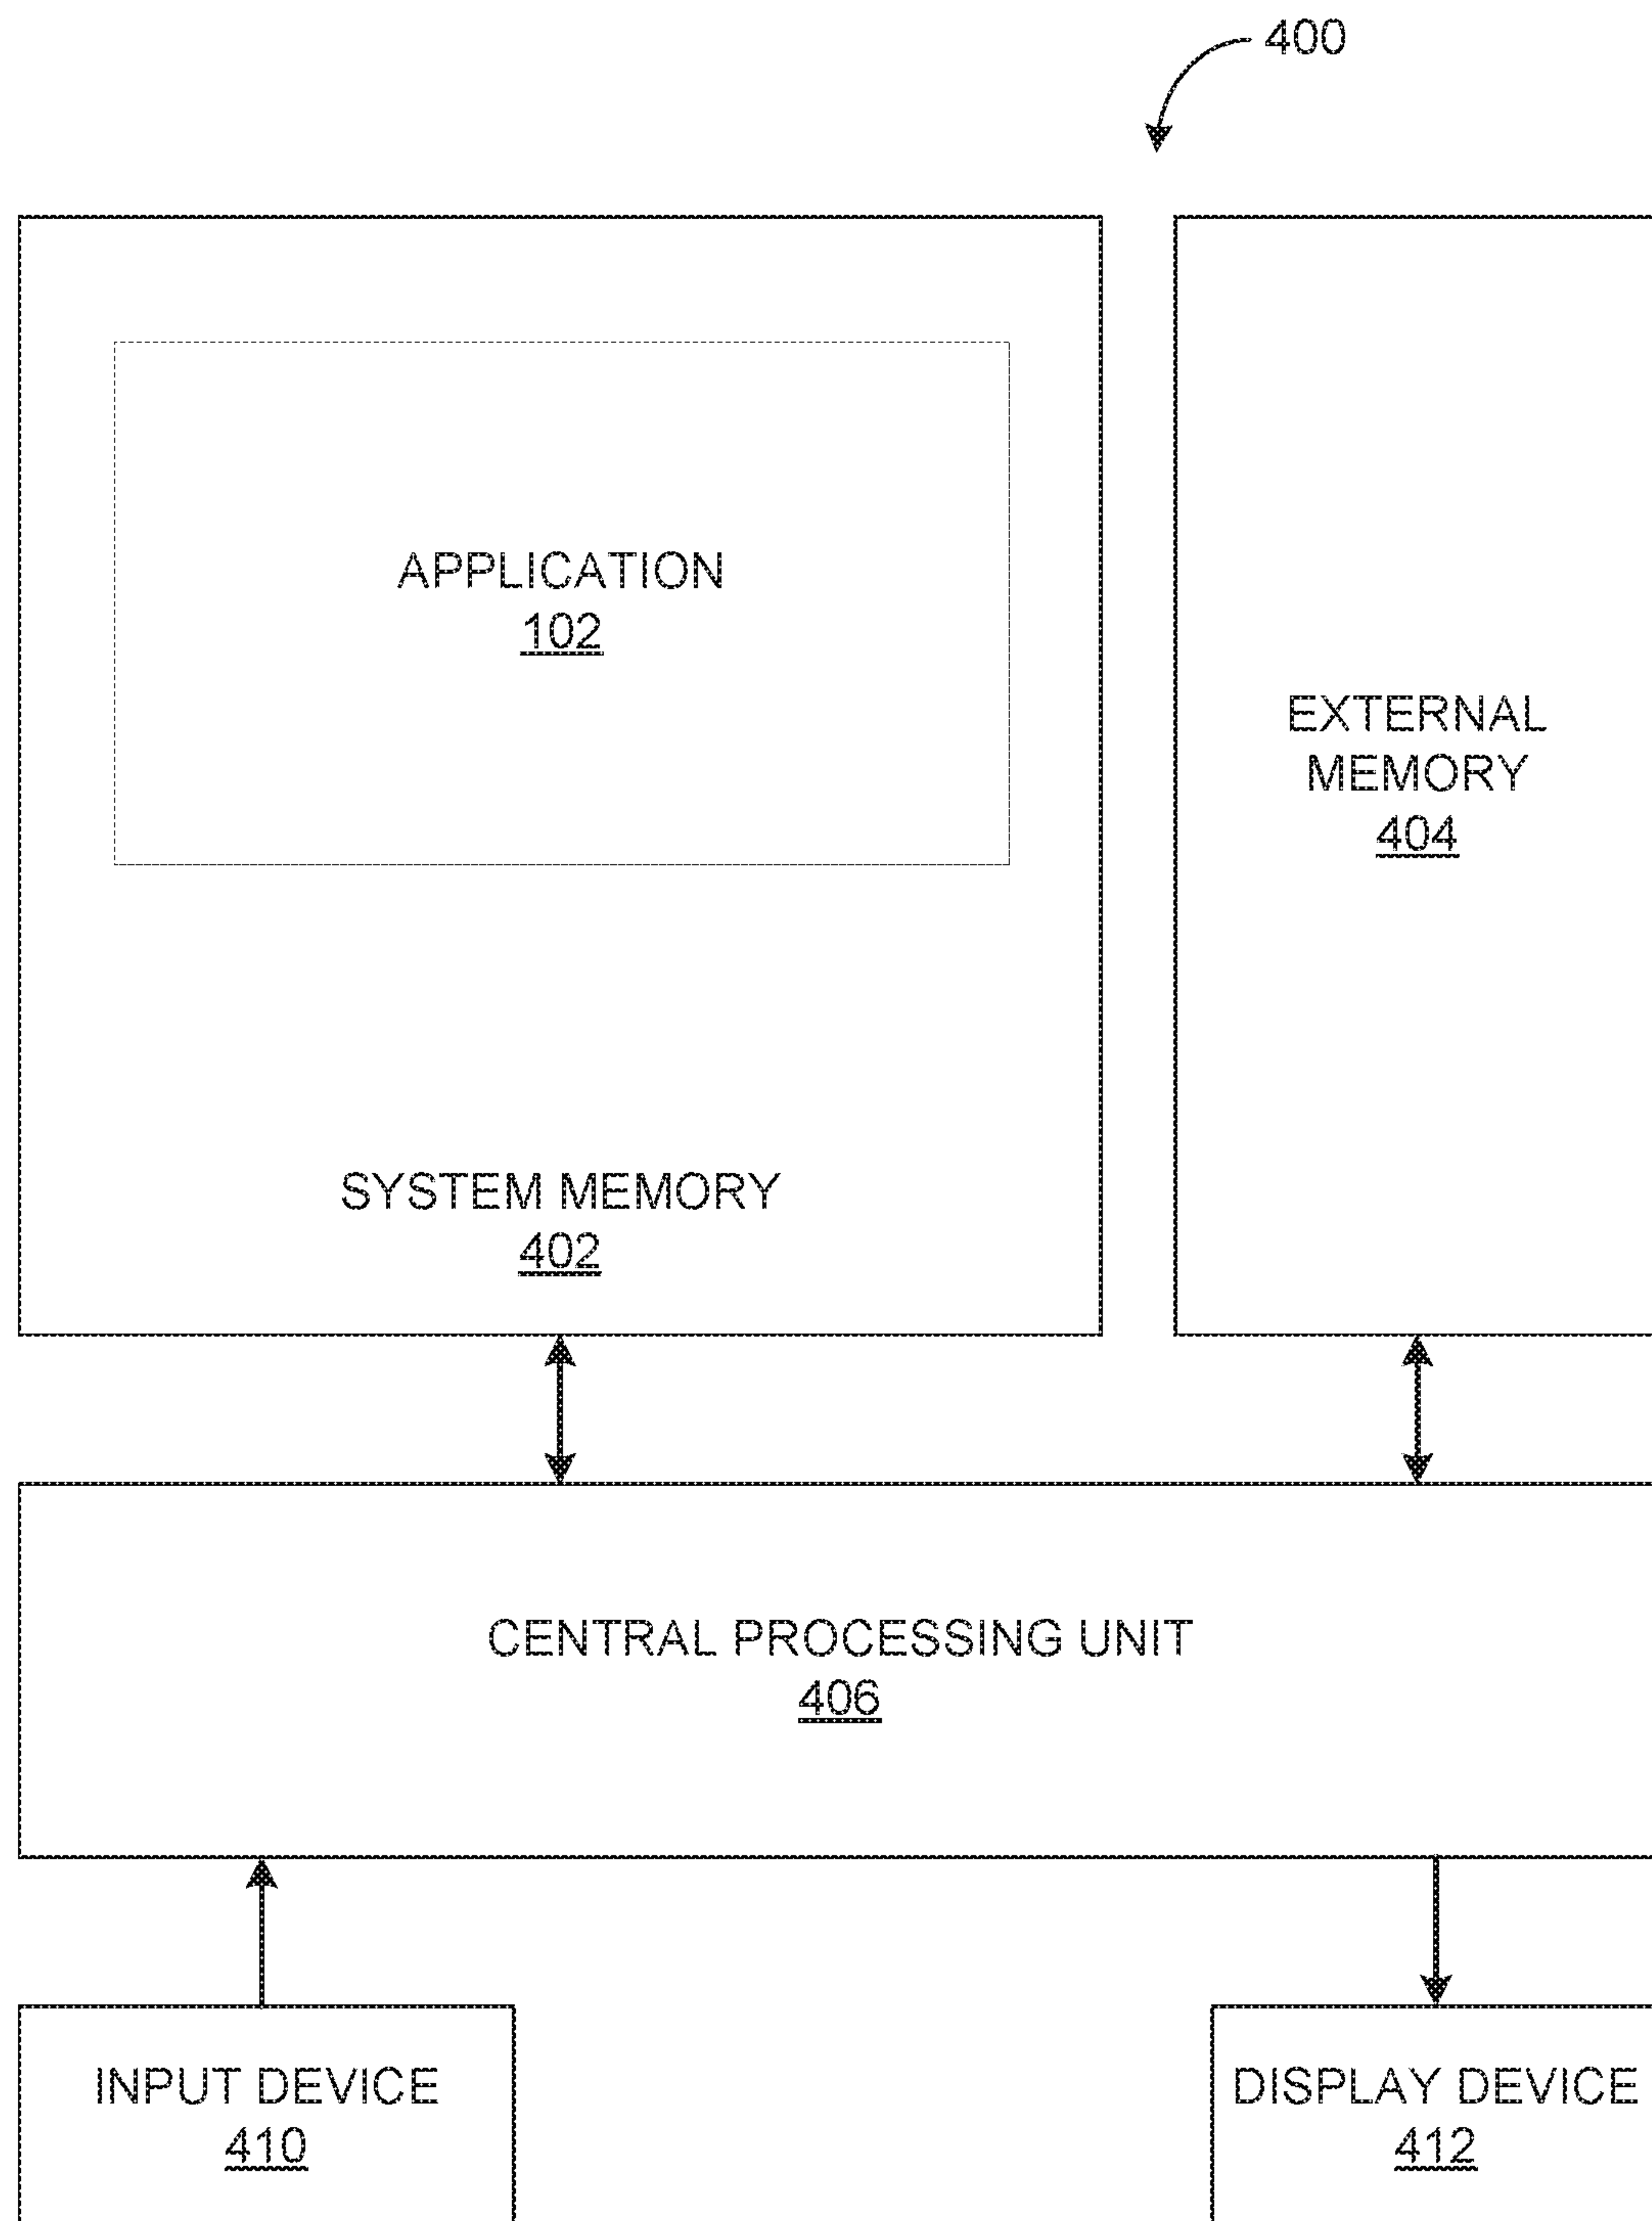 400
APPLICATION
102
EXTERNAL
MEMORY
404
SYSTEM MEMORY
402
CENTRAL PROCESSING UNIT
406
INPUT DEVICE
410
DISPLAY DEVICE
412